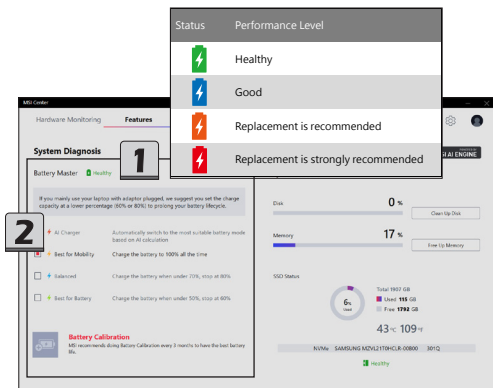 Status Performance Level
Healthy
Good
Replacement is recommended
Replacement is strongly recommended
MSI Center
Hardware Monitoring Features
System Diagnosis
1
AI ENGINE
Battery Master Healthy
If you mainly use your laptop with adaptor plugged, we suggest you set the charge
capacity at a lower percentage (60% or 80%) to prolong your battery lifecycle.
2
AI Charger Automatically switch to the most suitable battery mode
based on AI calculation
Best for Mobility Charge the battery to 100% all the time
Balanced Charge the battery when under 70%, stop at 80%
Best for Battery Charge the battery when under 50%, stop at 60%
Battery Calibration
MSI recommends doing Battery Calibration every 3 months to have the best battery
life.
Disk 0 %
Clean Up Disk
Memory 17 %
Free Up Memory
SSD Status
6%
Used
Total 1907 GB
Used 115 GB
Free 1792 GB
43°C 109°F
NVMe SAMSUNG MZVL21T0HCLR-00B00 301Q
Healthy